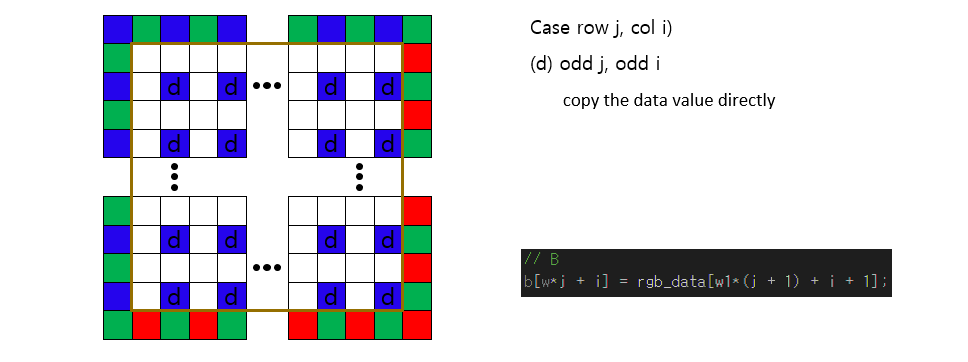 Case row j, col i)
(d) odd j, odd i
copy the data value directly
d d ••• d d
d d d d
d d d d
•••
d d d d
// B
b[w*j + i] = rgb_data[w1*(j + 1) + i + 1];